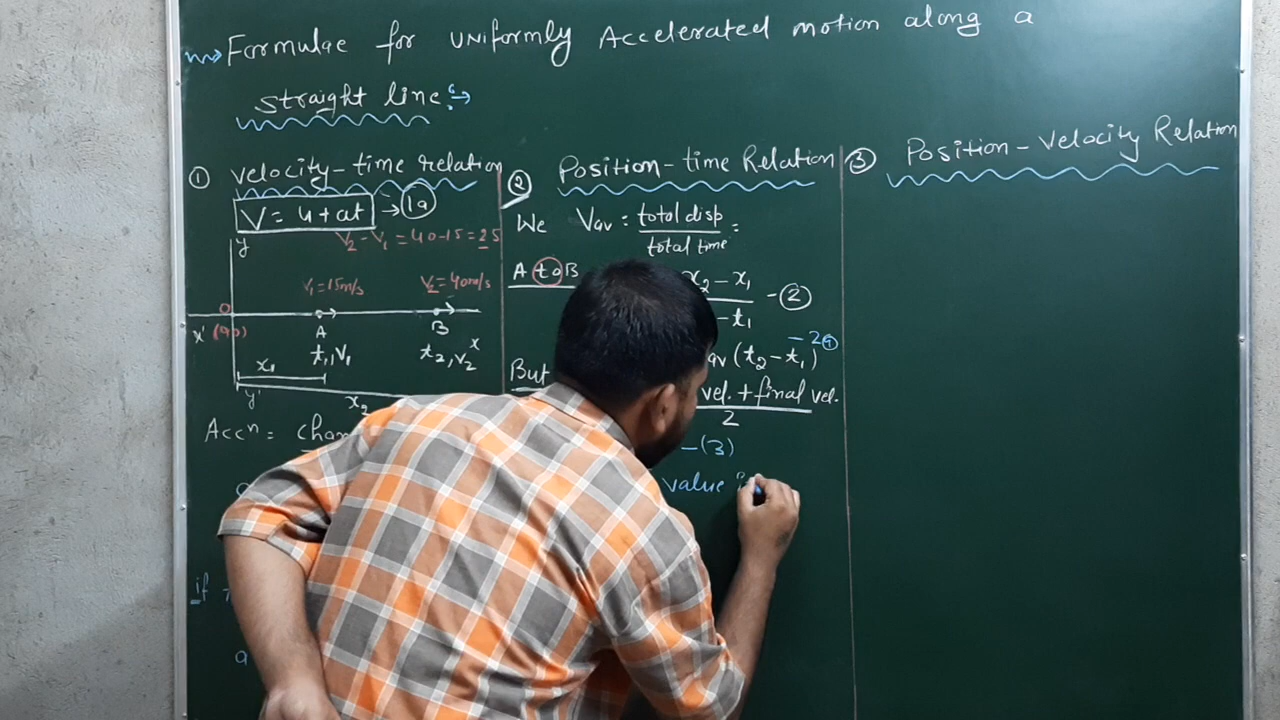 Formulae for UNiformly Accelerated motion along a
straight line :→
① velocity-time relation
V = u + at → 1a
y
V₂ - V₁ = 40-15 = 25
V₁ = 15m/s V₂ = 40m/s
0
x' (0,0) A B x
t₁, V₁ t₂, V₂
x₁
y'
x₂
Accⁿ =
if
a
② Position-time Relation
We Vav = total disp =
total time
A to B x₂ - x₁ - ②
- t₁
av (t₂ - t₁) - 2a
But vel. + final vel.
2
-(3)
value
③ Position - Velocity Relation